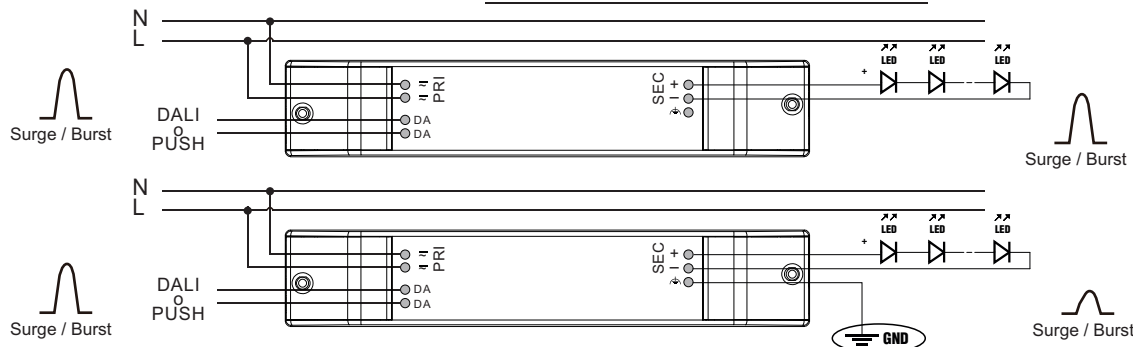 N
L
LED LED LED
+
PRI
SEC
+
−
DA
DA
DALI
o
PUSH
Surge / Burst
Surge / Burst
N
L
LED LED LED
+
PRI
SEC
+
−
DA
DA
DALI
o
PUSH
GND
Surge / Burst
Surge / Burst